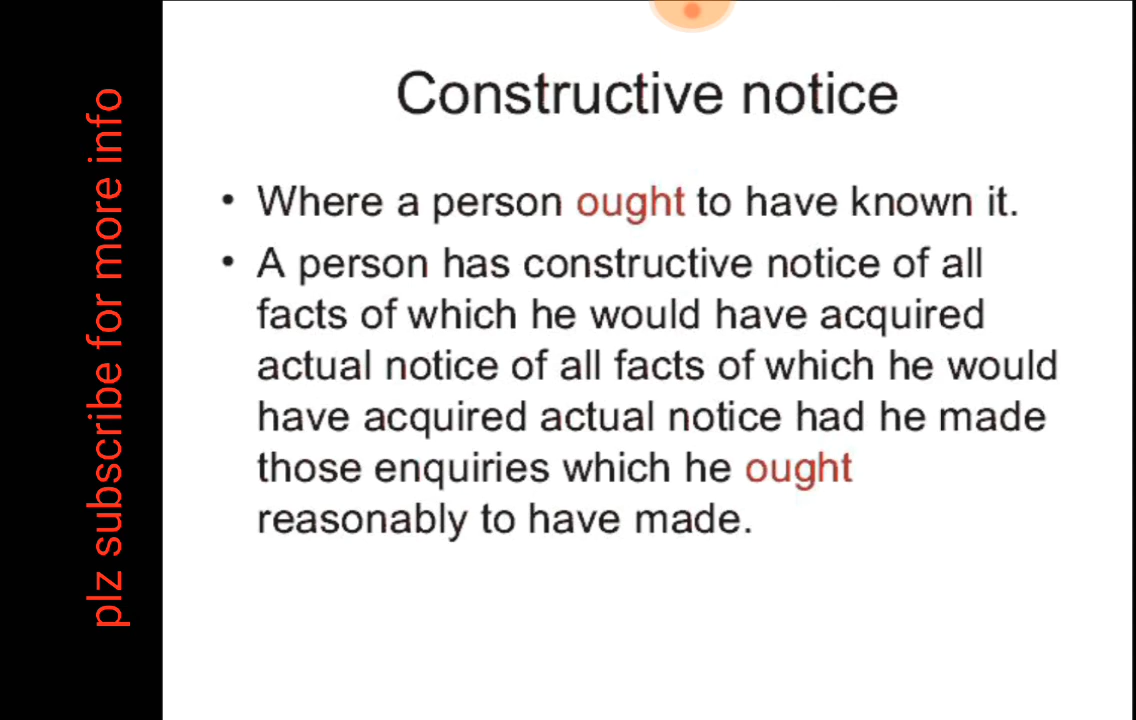 Constructive notice
• Where a person ought to have known it.
• A person has constructive notice of all
facts of which he would have acquired
actual notice of all facts of which he would
have acquired actual notice had he made
those enquiries which he ought
reasonably to have made.
plz subscribe for more info